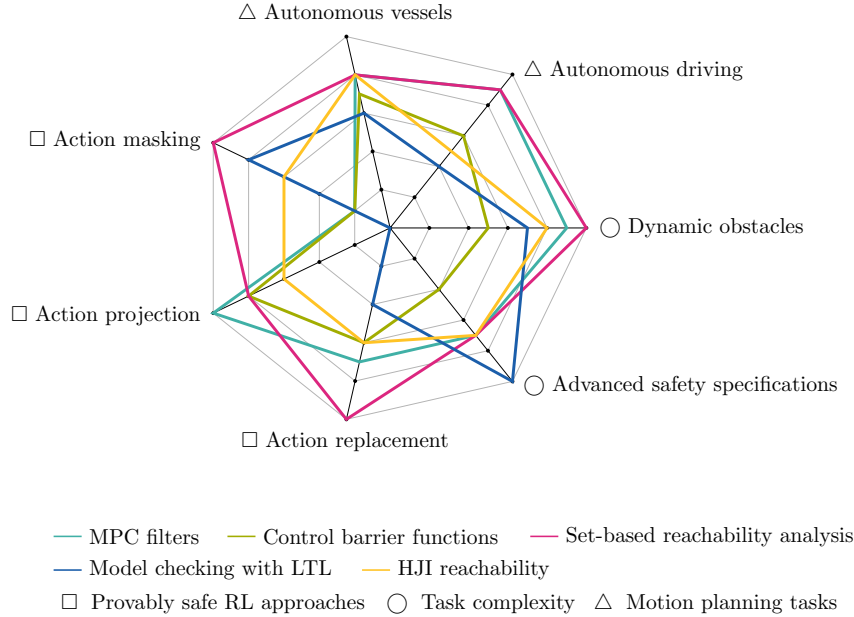 △ Autonomous vessels
△ Autonomous driving
□ Action masking
○ Dynamic obstacles
□ Action projection
○ Advanced safety specifications
□ Action replacement
MPC filters
Control barrier functions
Set-based reachability analysis
Model checking with LTL
HJI reachability
□ Provably safe RL approaches
○ Task complexity
△ Motion planning tasks